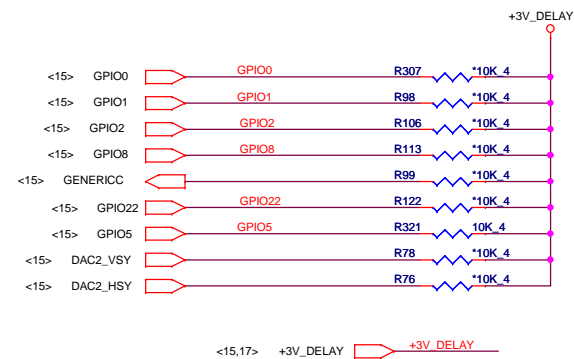 +3V_DELAY
<15> GPIO0 GPIO0 R307 *10K_4
<15> GPIO1 GPIO1 R98 *10K_4
<15> GPIO2 GPIO2 R106 *10K_4
<15> GPIO8 GPIO8 R113 *10K_4
<15> GENERICC R99 *10K_4
<15> GPIO22 GPIO22 R122 *10K_4
<15> GPIO5 GPIO5 R321 10K_4
<15> DAC2_VSY R78 *10K_4
<15> DAC2_HSY R76 *10K_4
<15,17> +3V_DELAY +3V_DELAY